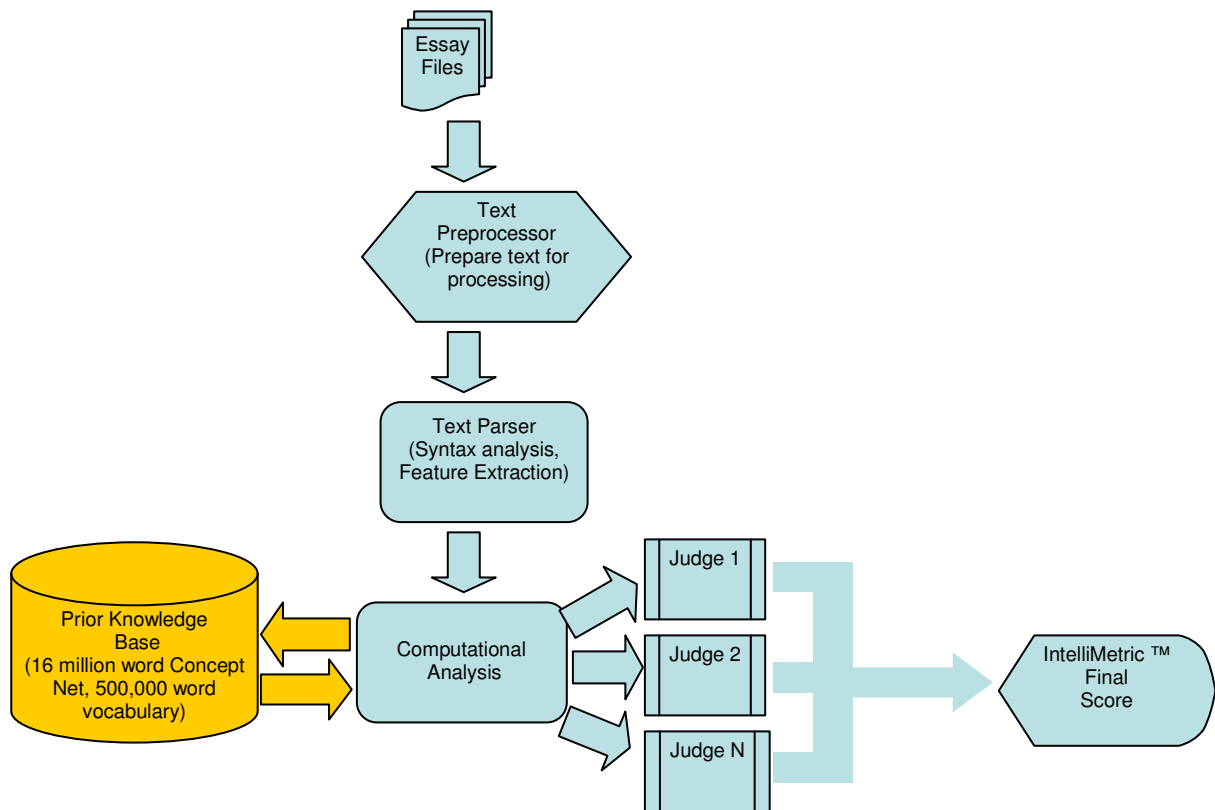 Essay
Files
Text
Preprocessor
(Prepare text for
processing)
Text Parser
(Syntax analysis,
Feature Extraction)
Prior Knowledge
Base
(16 million word Concept
Net, 500,000 word
vocabulary)
Computational
Analysis
Judge 1
Judge 2
Judge N
IntelliMetric ™
Final
Score